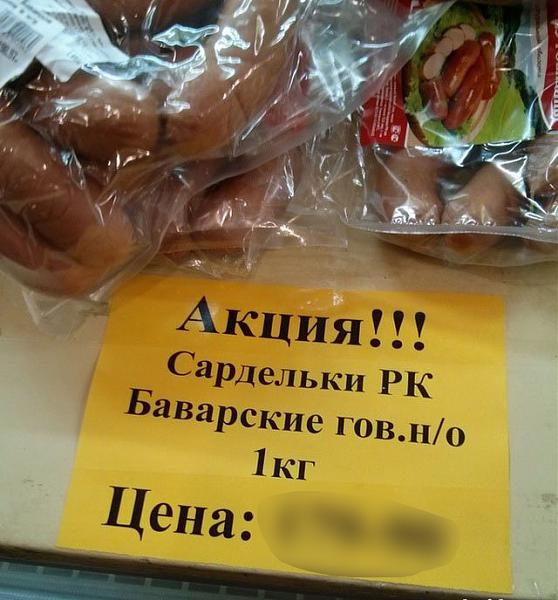 Акция!!!
Сардельки РК
Баварские гов.н/о
1кг
Цена: